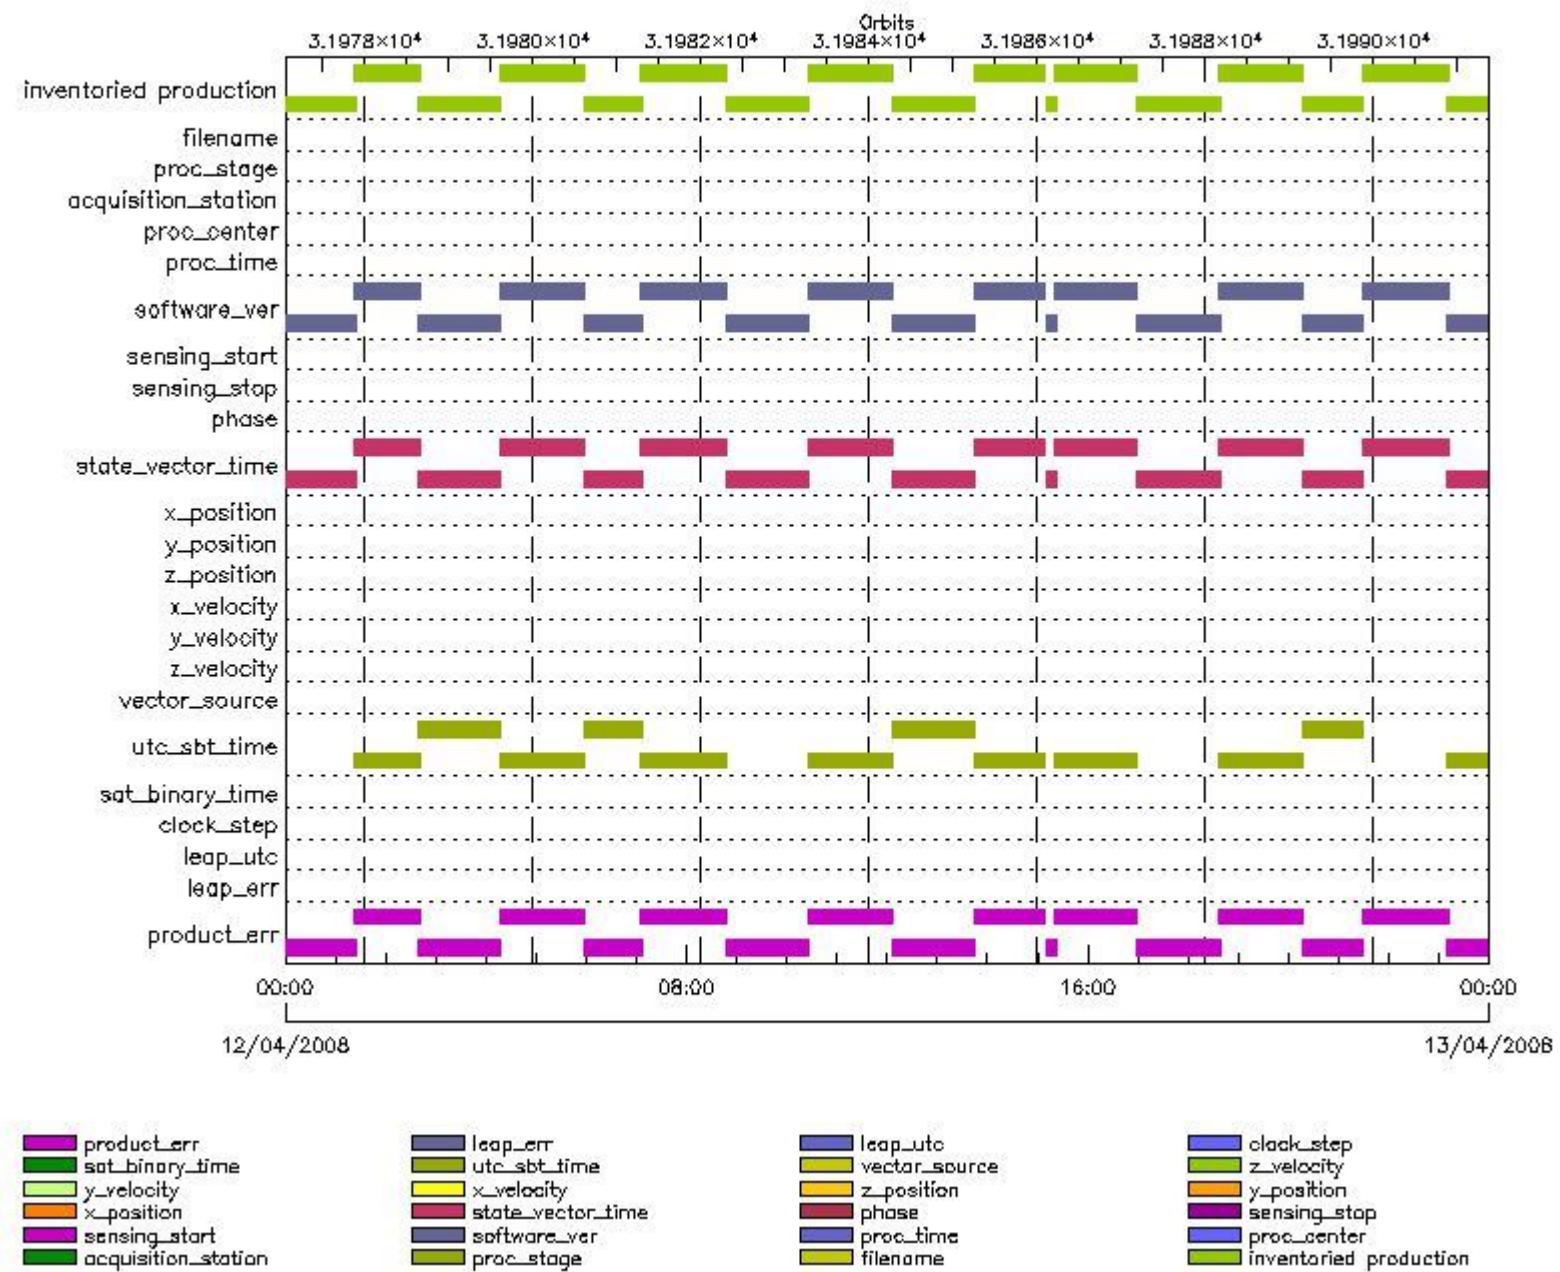 Orbits
3.1978×10⁴ 3.1980×10⁴ 3.1982×10⁴ 3.1984×10⁴ 3.1986×10⁴ 3.1988×10⁴ 3.1990×10⁴
inventoried production
filename
proc_stage
acquisition_station
proc_center
proc_time
software_ver
sensing_start
sensing_stop
phase
state_vector_time
x_position
y_position
z_position
x_velocity
y_velocity
z_velocity
vector_source
utc_sbt_time
sat_binary_time
clock_step
leap_utc
leap_err
product_err
00:00 08:00 16:00 00:00
12/04/2008 13/04/2008
product_err leap_err leap_utc clock_step
sat_binary_time utc_sbt_time vector_source z_velocity
y_velocity x_velocity z_position y_position
x_position state_vector_time phase sensing_stop
sensing_start software_ver proc_time proc_center
acquisition_station proc_stage filename inventoried production